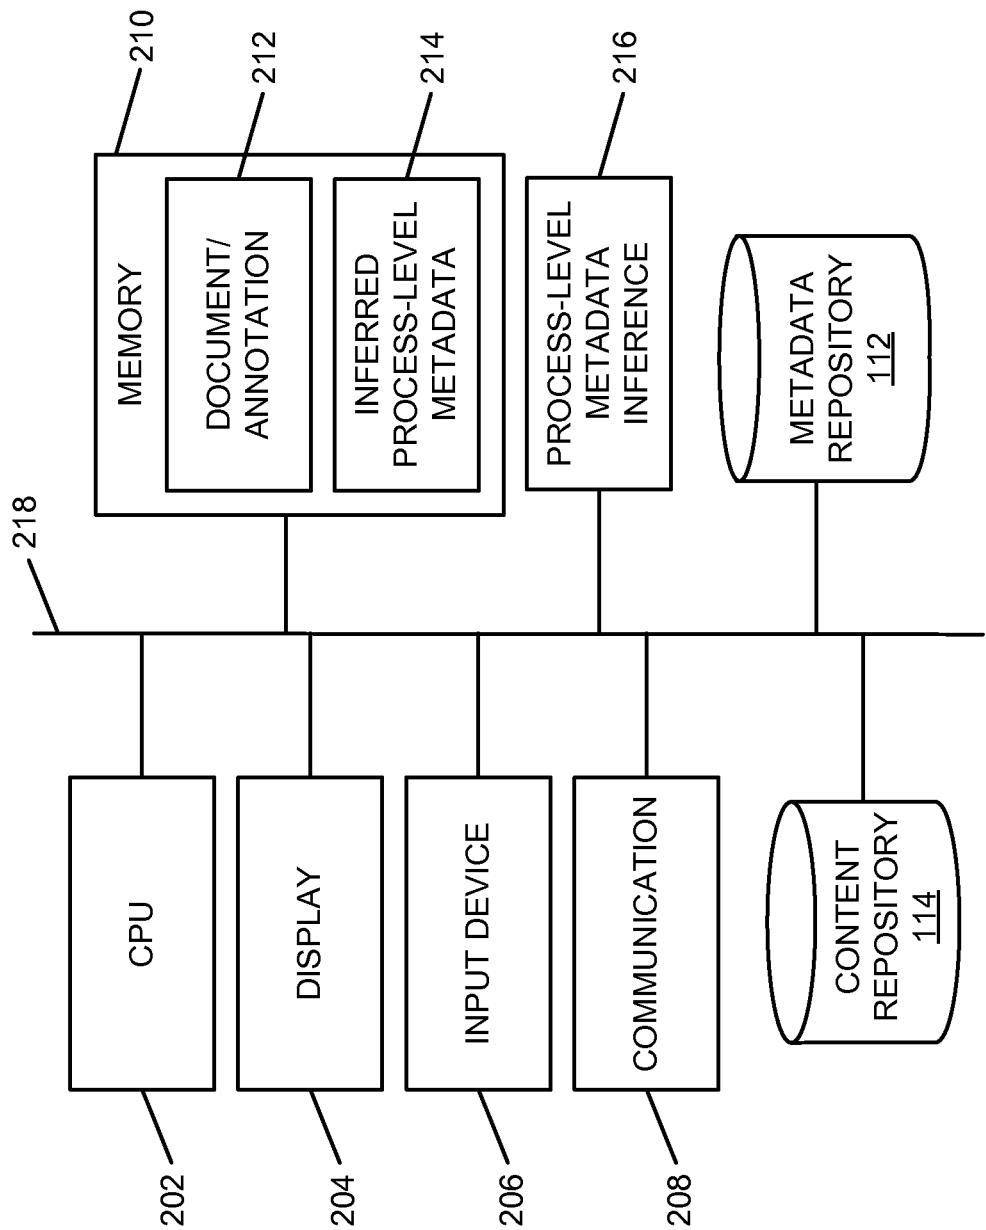 218
210
MEMORY
212
DOCUMENT/
ANNOTATION
214
INFERRED
PROCESS-LEVEL
METADATA
216
PROCESS-LEVEL
METADATA
INFERENCE
METADATA
REPOSITORY
112
202
CPU
204
DISPLAY
206
INPUT DEVICE
208
COMMUNICATION
CONTENT
REPOSITORY
114